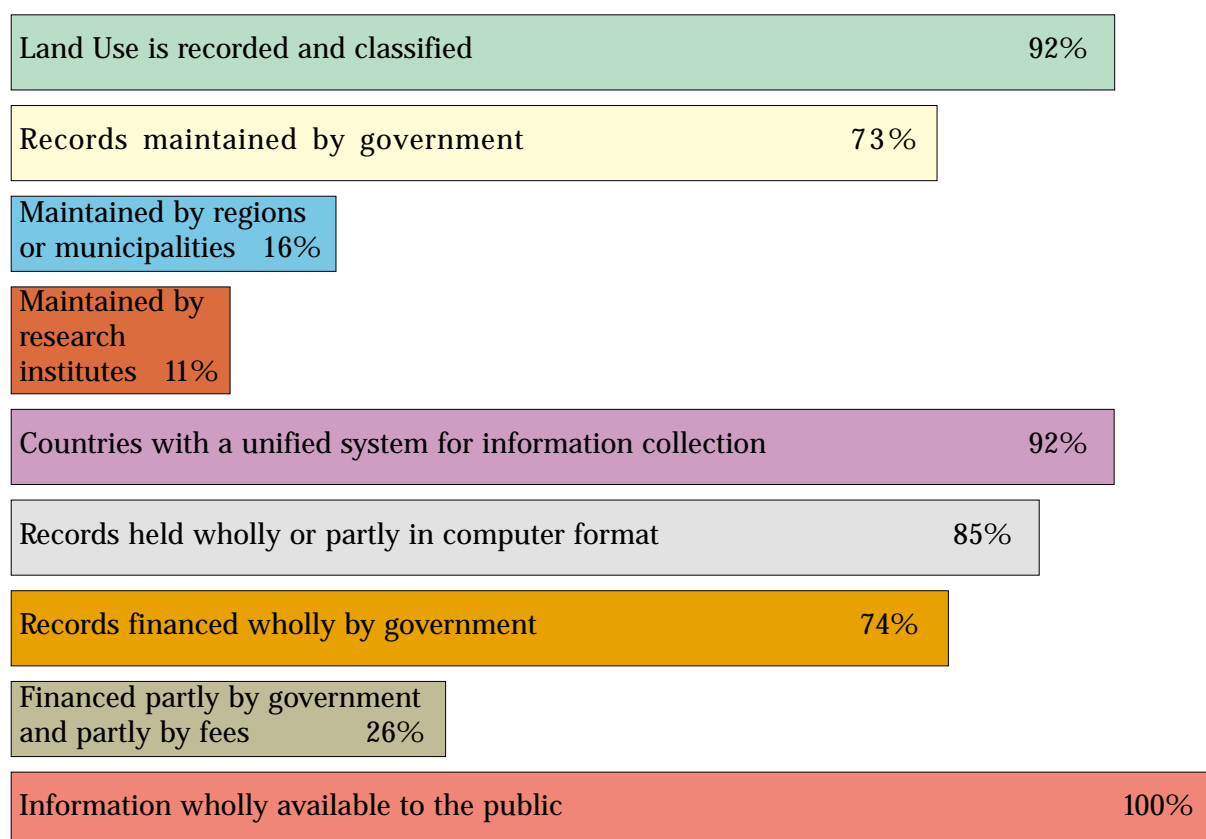 Land Use is recorded and classified 92%
Records maintained by government 73%
Maintained by regions
or municipalities 16%
Maintained by
research
institutes 11%
Countries with a unified system for information collection 92%
Records held wholly or partly in computer format 85%
Records financed wholly by government 74%
Financed partly by government
and partly by fees 26%
Information wholly available to the public 100%